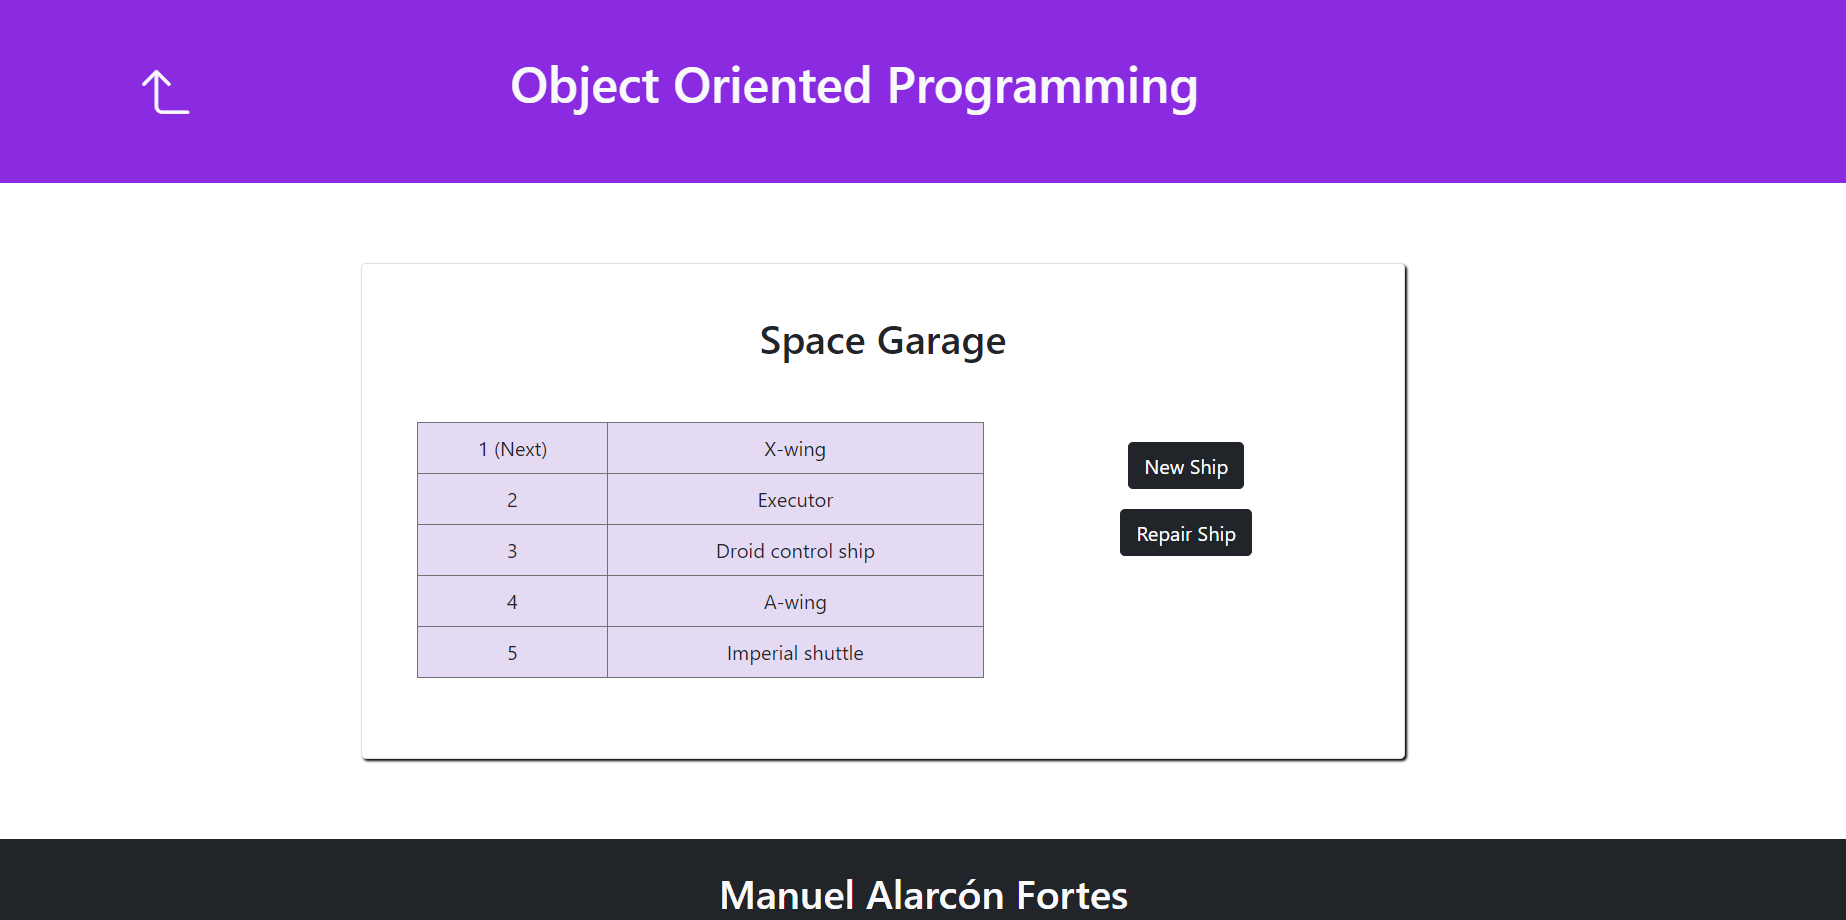 Object Oriented Programming
Space Garage
1 (Next) X-wing
New Ship
2 Executor
Repair Ship
3 Droid control ship
4 A-wing
5 Imperial shuttle
Manuel Alarcón Fortes